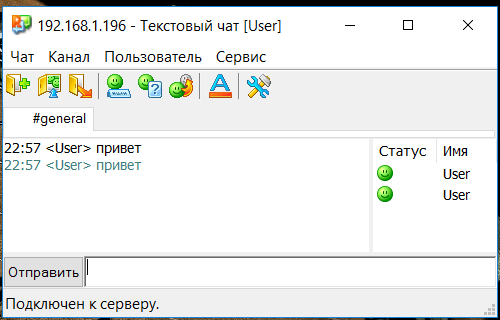 192.168.1.196 - Текстовый чат [User]
Чат Канал Пользователь Сервис
#general
22:57 <User> привет
22:57 <User> привет
Статус Имя
User
User
Отправить
Подключен к серверу.